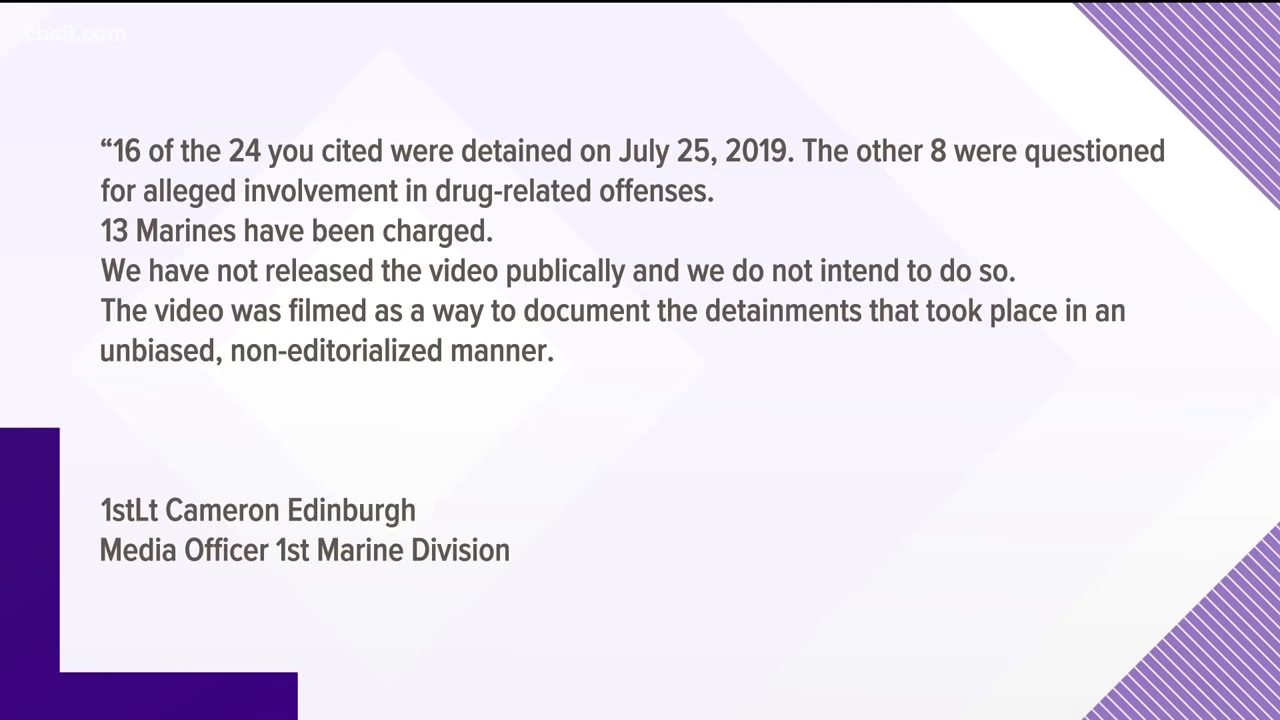 cbs8.com
“16 of the 24 you cited were detained on July 25, 2019. The other 8 were questioned
for alleged involvement in drug-related offenses.
13 Marines have been charged.
We have not released the video publically and we do not intend to do so.
The video was filmed as a way to document the detainments that took place in an
unbiased, non-editorialized manner.
1stLt Cameron Edinburgh
Media Officer 1st Marine Division